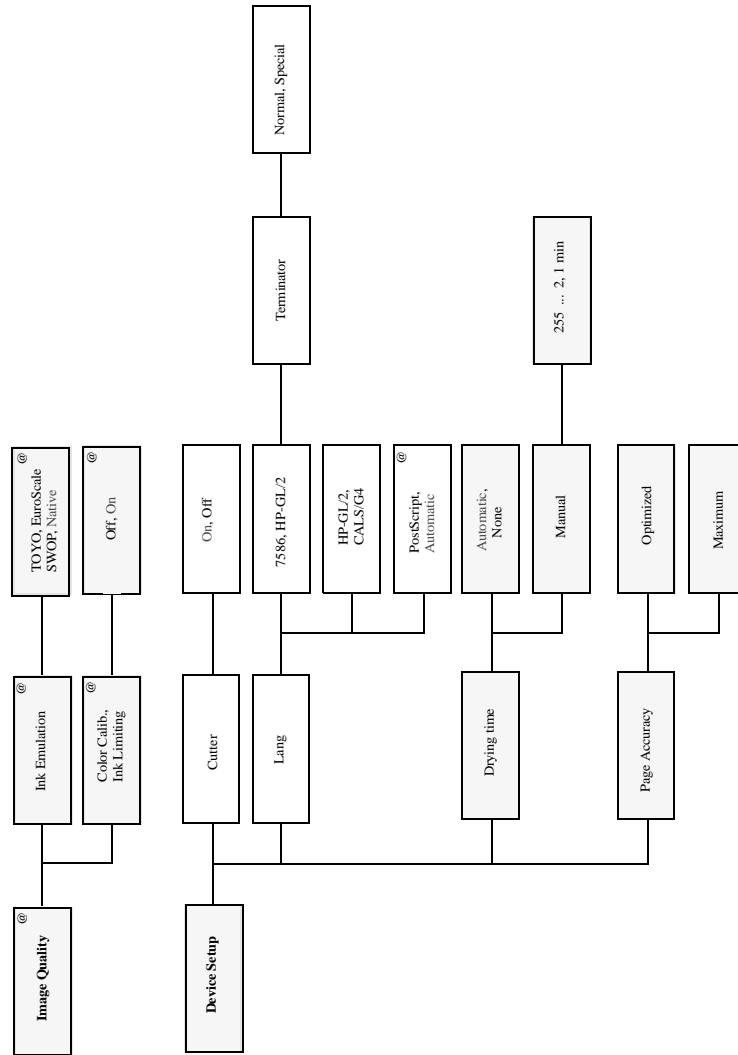 @
Image Quality
@
Ink Emulation
@
TOYO, EuroScale
SWOP, Native
@
Color Calib.,
Ink Limiting
@
Off, On
Device Setup
Cutter
On, Off
Lang
7586, HP-GL/2
Terminator
Normal, Special
HP-GL/2,
CALS/G4
@
PostScript,
Automatic
Drying time
Automatic,
None
Manual
255 ... 2, 1 min
Page Accuracy
Optimized
Maximum